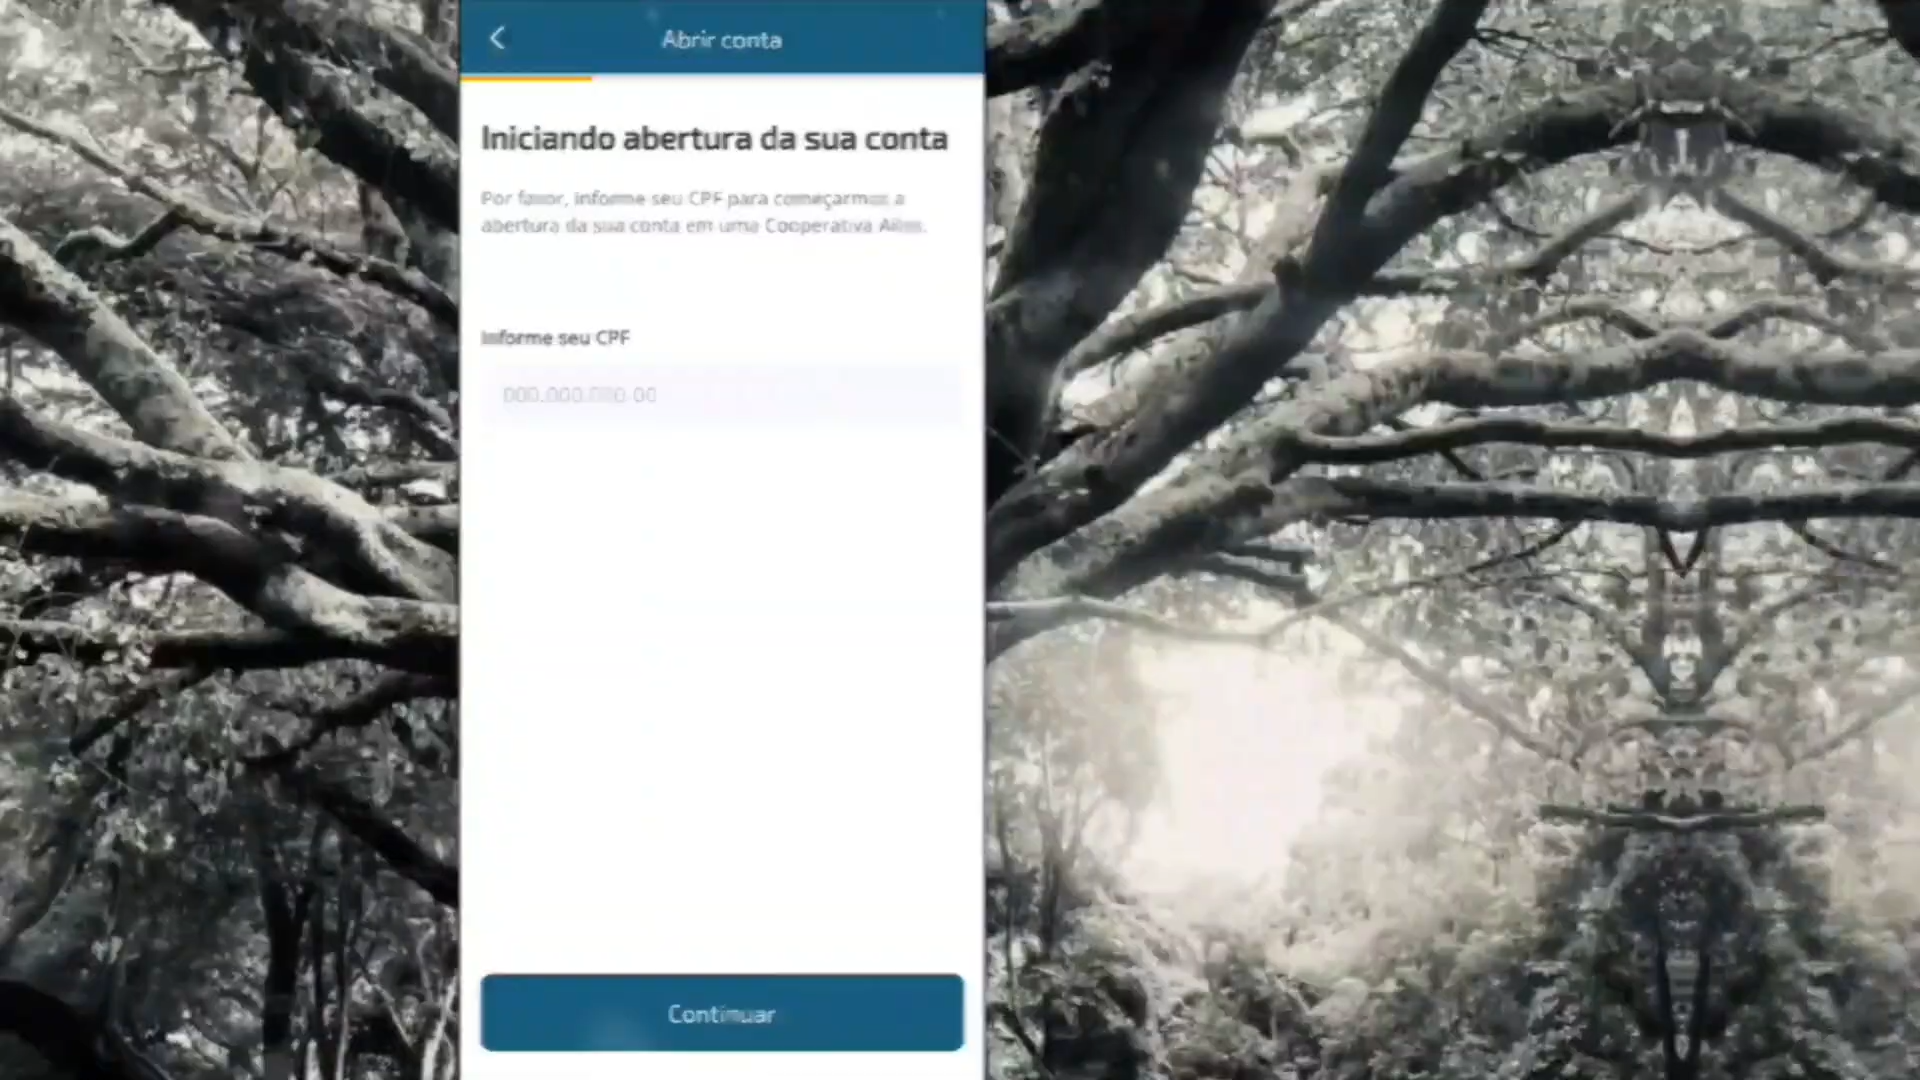 Abrir conta
Iniciando abertura da sua conta
Por favor, informe seu CPF para começarmos a
abertura da sua conta em uma Cooperativa Ailos.
Informe seu CPF
000.000.000.00
Continuar